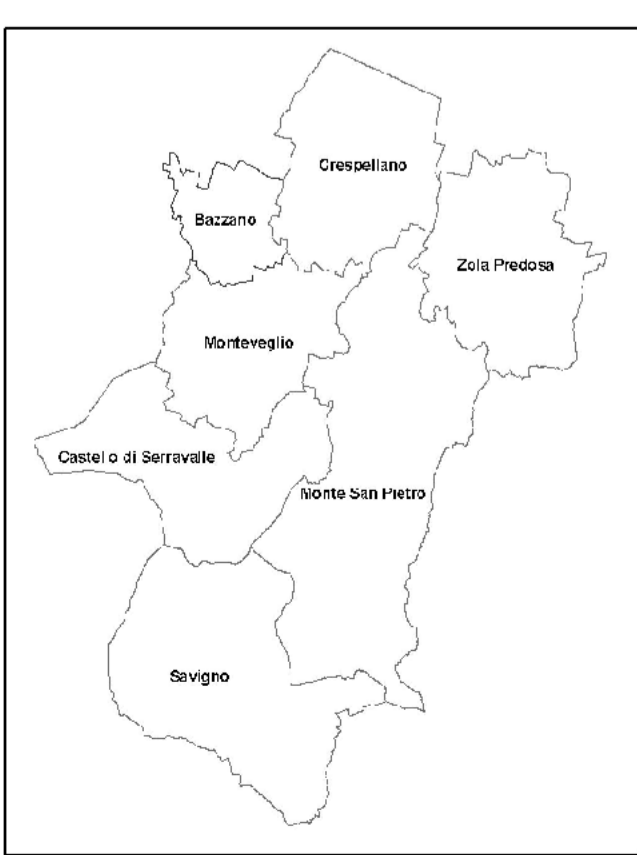 Crespellano
Bazzano
Zola Predosa
Monteveglio
Castel o di Serravalle
Monte San Pietro
Savigno